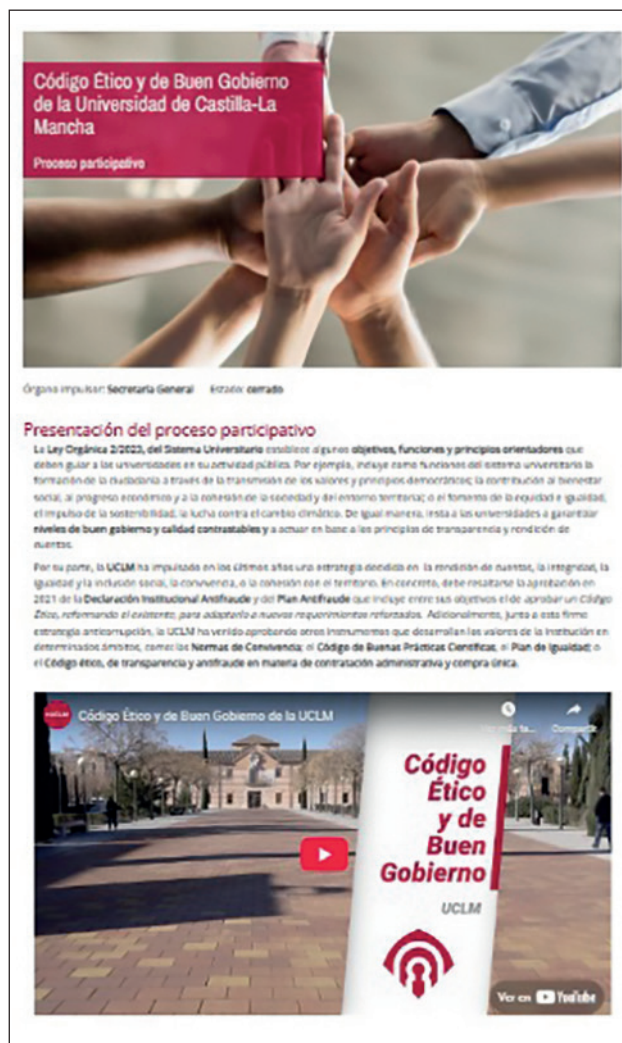 Código Ético y de Buen Gobierno
de la Universidad de Castilla-La
Mancha
Proceso participativo
Órgano impulsor: Secretaría General Estado: cerrado
Presentación del proceso participativo
La Ley Orgánica 2/2023, del Sistema Universitario establece algunos objetivos, funciones y principios orientadores que
deben guiar a las universidades en su actividad pública. Por ejemplo, incluye como funciones del sistema universitario la
formación de la ciudadanía a través de la transmisión de los valores y principios democráticos; la contribución al bienestar
social, al progreso económico y a la cohesión de la sociedad y del entorno territorial; o el fomento de la equidad e igualdad,
el impulso de la sostenibilidad, la lucha contra el cambio climático. De igual manera, insta a las universidades a garantizar
niveles de buen gobierno y calidad contrastables y a actuar en base a los principios de transparencia y rendición de
cuentas.
Por su parte, la UCLM ha impulsado en los últimos años una estrategia decidida en la rendición de cuentas, la integridad, la
igualdad y la inclusión social, la convivencia, o la cohesión con el territorio. En concreto, debe resaltarse la aprobación en
2021 de la Declaración Institucional Antifraude y del Plan Antifraude que incluye entre sus objetivos el de aprobar un Código
Ético, reformando el existente, para adaptarlo a nuevos requerimientos reforzados. Adicionalmente, junto a esta firme
estrategia anticorrupción, la UCLM ha venido aprobando otros instrumentos que desarrollan los valores de la institución en
determinados ámbitos, como las Normas de Convivencia; el Código de Buenas Prácticas Científicas, el Plan de Igualdad; o
el Código ético, de transparencia y antifraude en materia de contratación administrativa y compra única.
Código Ético y de Buen Gobierno de la UCLM
Compartir
Código
Ético
y de
Buen
Gobierno
UCLM
Ver en YouTube